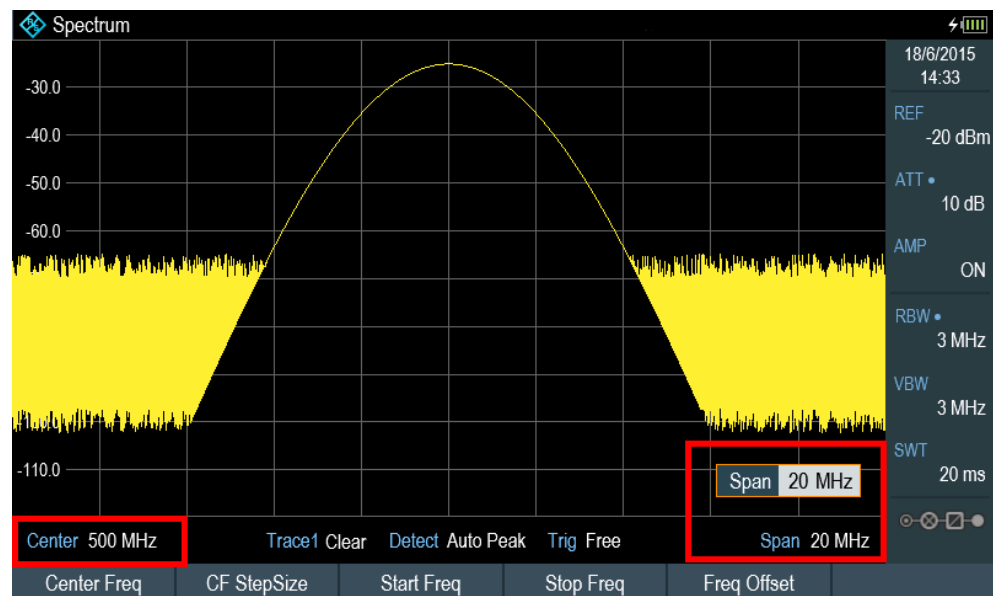 Spectrum
18/6/2015
14:33
-30.0
-40.0
-50.0
-60.0
-110.0
REF
-20 dBm
ATT
10 dB
AMP
ON
RBW
3 MHz
VBW
3 MHz
SWT
20 ms
Span 20 MHz
Center 500 MHz Trace1 Clear Detect Auto Peak Trig Free Span 20 MHz
Center Freq CF StepSize Start Freq Stop Freq Freq Offset